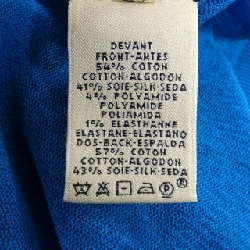 DEVANT
FRONT-ANTES
54% COTON
COTTON-ALGODON
41% SOIE-SILK-SEDA
4% POLYAMIDE
POLYAMIDE
POLIAMIDA
1% ELASTHANNE
ELASTANE-ELASTANO
DOS-BACK-ESPALDA
57% COTON
COTTON-ALGODON
43% SOIE-SILK-SEDA